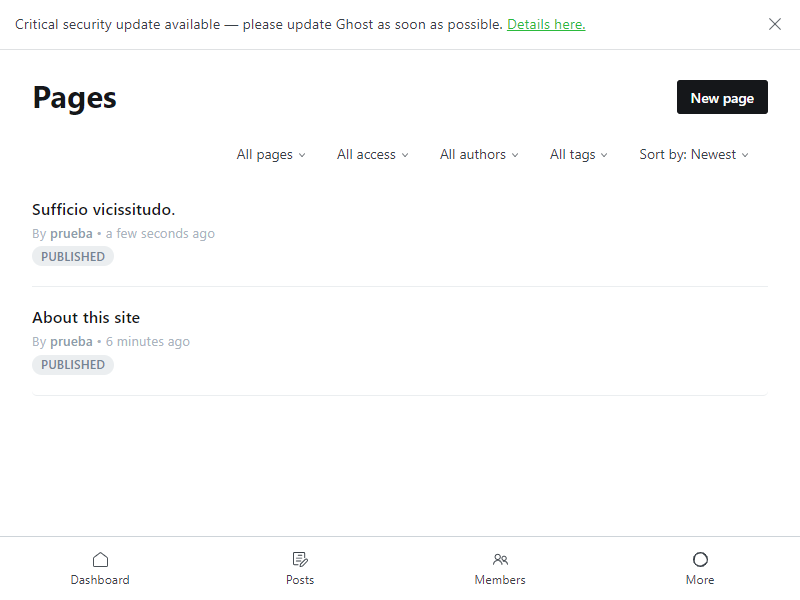 Critical security update available — please update Ghost as soon as possible. Details here.
Pages
New page
All pages
All access
All authors
All tags
Sort by: Newest
Sufficio vicissitudo.
By prueba • a few seconds ago
PUBLISHED
About this site
By prueba • 6 minutes ago
PUBLISHED
Dashboard
Posts
Members
More